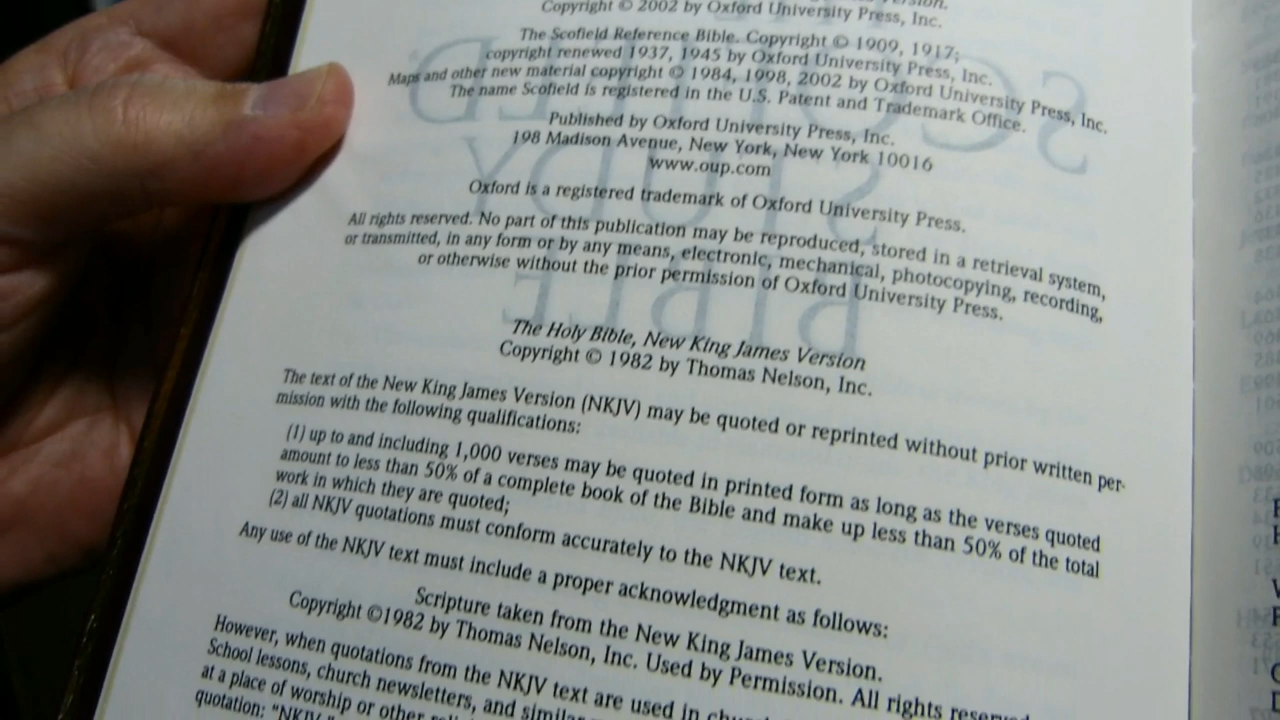 Version.
Copyright © 2002 by Oxford University Press, Inc.
The Scofield Reference Bible. Copyright © 1909, 1917;
copyright renewed 1937, 1945 by Oxford University Press, Inc.
Maps and other new material copyright © 1984, 1998, 2002 by Oxford University Press, Inc.
The name Scofield is registered in the U.S. Patent and Trademark Office.
Published by Oxford University Press, Inc.
198 Madison Avenue, New York, New York 10016
www.oup.com
Oxford is a registered trademark of Oxford University Press.
All rights reserved. No part of this publication may be reproduced, stored in a retrieval system,
or transmitted, in any form or by any means, electronic, mechanical, photocopying, recording,
or otherwise without the prior permission of Oxford University Press.
The Holy Bible, New King James Version
Copyright © 1982 by Thomas Nelson, Inc.
The text of the New King James Version (NKJV) may be quoted or reprinted without prior written per-
mission with the following qualifications:
(1) up to and including 1,000 verses may be quoted in printed form as long as the verses quoted
amount to less than 50% of a complete book of the Bible and make up less than 50% of the total
work in which they are quoted;
(2) all NKJV quotations must conform accurately to the NKJV text.
Any use of the NKJV text must include a proper acknowledgment as follows:
Scripture taken from the New King James Version.
Copyright ©1982 by Thomas Nelson, Inc. Used by Permission. All rights reserved.
However, when quotations from the NKJV text are used in
School lessons, church newsletters, and similar
at a place of worship or other
quotation: "NKJV."